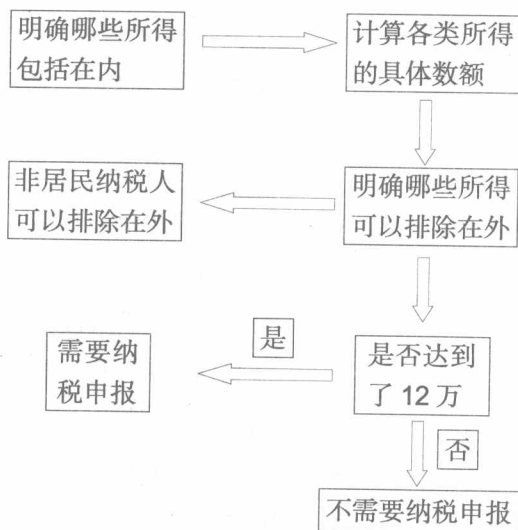 明确哪些所得
包括在内
计算各类所得
的具体数额
非居民纳税人
可以排除在外
明确哪些所得
可以排除在外
需要纳
税申报
是
是否达到
了 12 万
否
不需要纳税申报